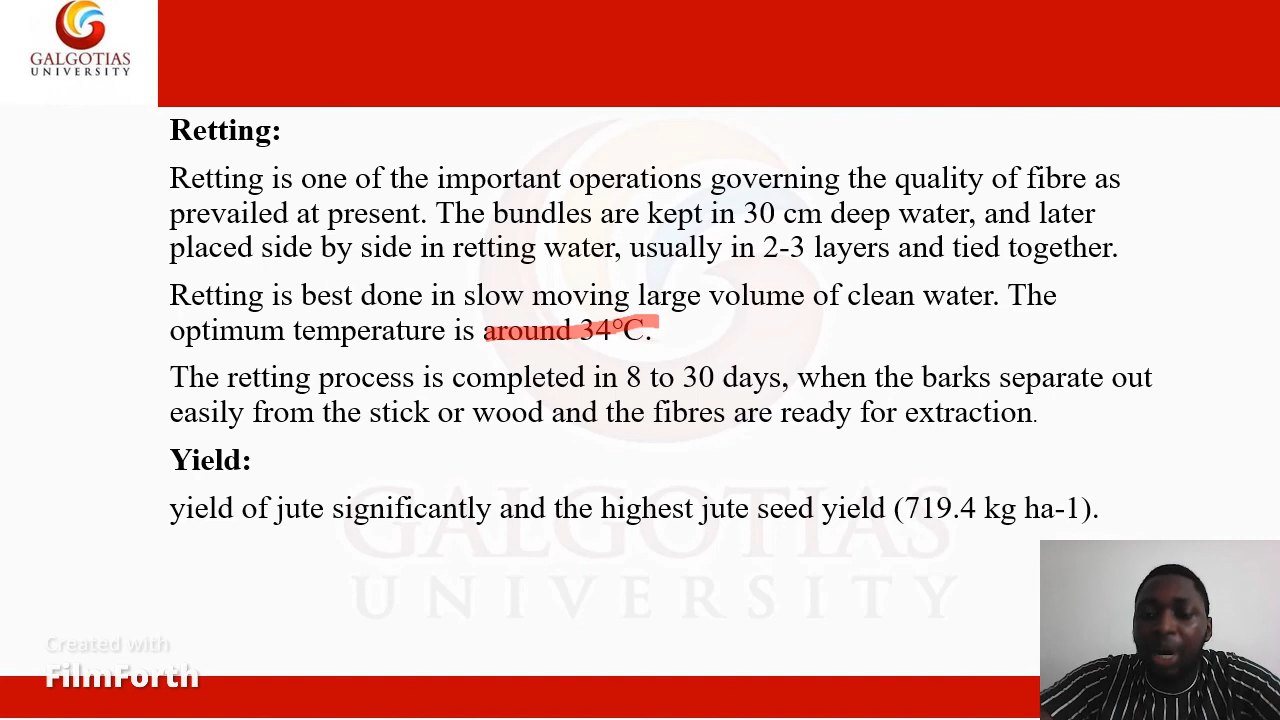 GALGOTIAS
UNIVERSITY
Retting:
Retting is one of the important operations governing the quality of fibre as
prevailed at present. The bundles are kept in 30 cm deep water, and later
placed side by side in retting water, usually in 2-3 layers and tied together.
Retting is best done in slow moving large volume of clean water. The
optimum temperature is around 34°C.
The retting process is completed in 8 to 30 days, when the barks separate out
easily from the stick or wood and the fibres are ready for extraction.
Yield:
yield of jute significantly and the highest jute seed yield (719.4 kg ha-1).
GALGOTIAS
UNIVERSITY
Created with
FilmForth